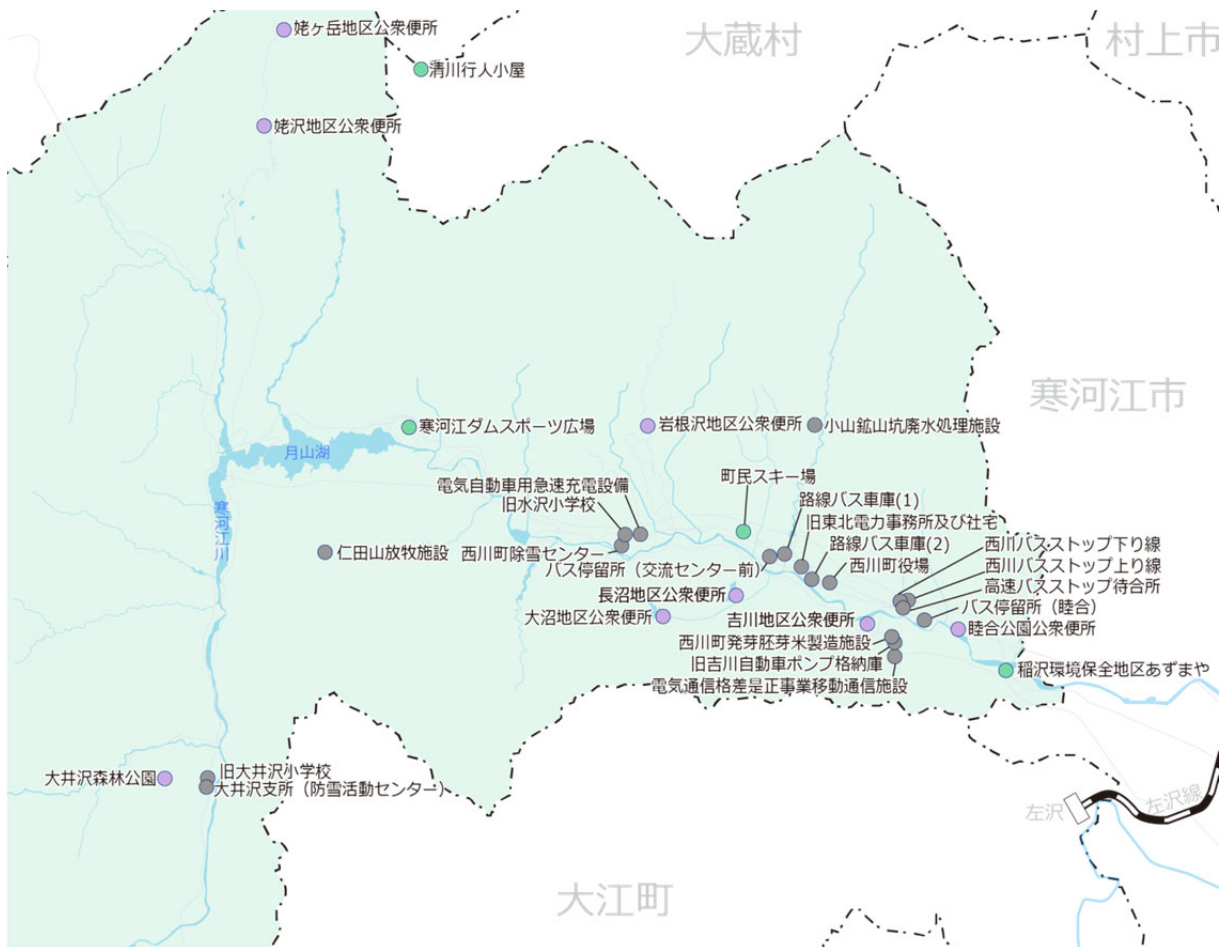 姥ヶ岳地区公衆便所
大蔵村
村上市
清川行人小屋
姥沢地区公衆便所
寒河江市
寒河江ダムスポーツ広場
岩根沢地区公衆便所
小山鉱山坑廃水処理施設
月山湖
町民スキー場
電気自動車用急速充電設備
路線バス車庫(1)
旧水沢小学校
旧東北電力事務所及び社宅
寒河江川
西川バスストップ下り線
仁田山放牧施設
西川町除雪センター
路線バス車庫(2)
西川バスストップ上り線
バス停留所（交流センター前）
西川町役場
高速バスストップ待合所
長沼地区公衆便所
バス停留所（睦合）
大沼地区公衆便所
吉川地区公衆便所
睦合公園公衆便所
西川町発芽胚芽米製造施設
旧吉川自動車ポンプ格納庫
稲沢環境保全地区あずまや
電気通信格差是正事業移動通信施設
旧大井沢小学校
大井沢森林公園
大井沢支所（防雪活動センター）
左沢
左沢線
大江町